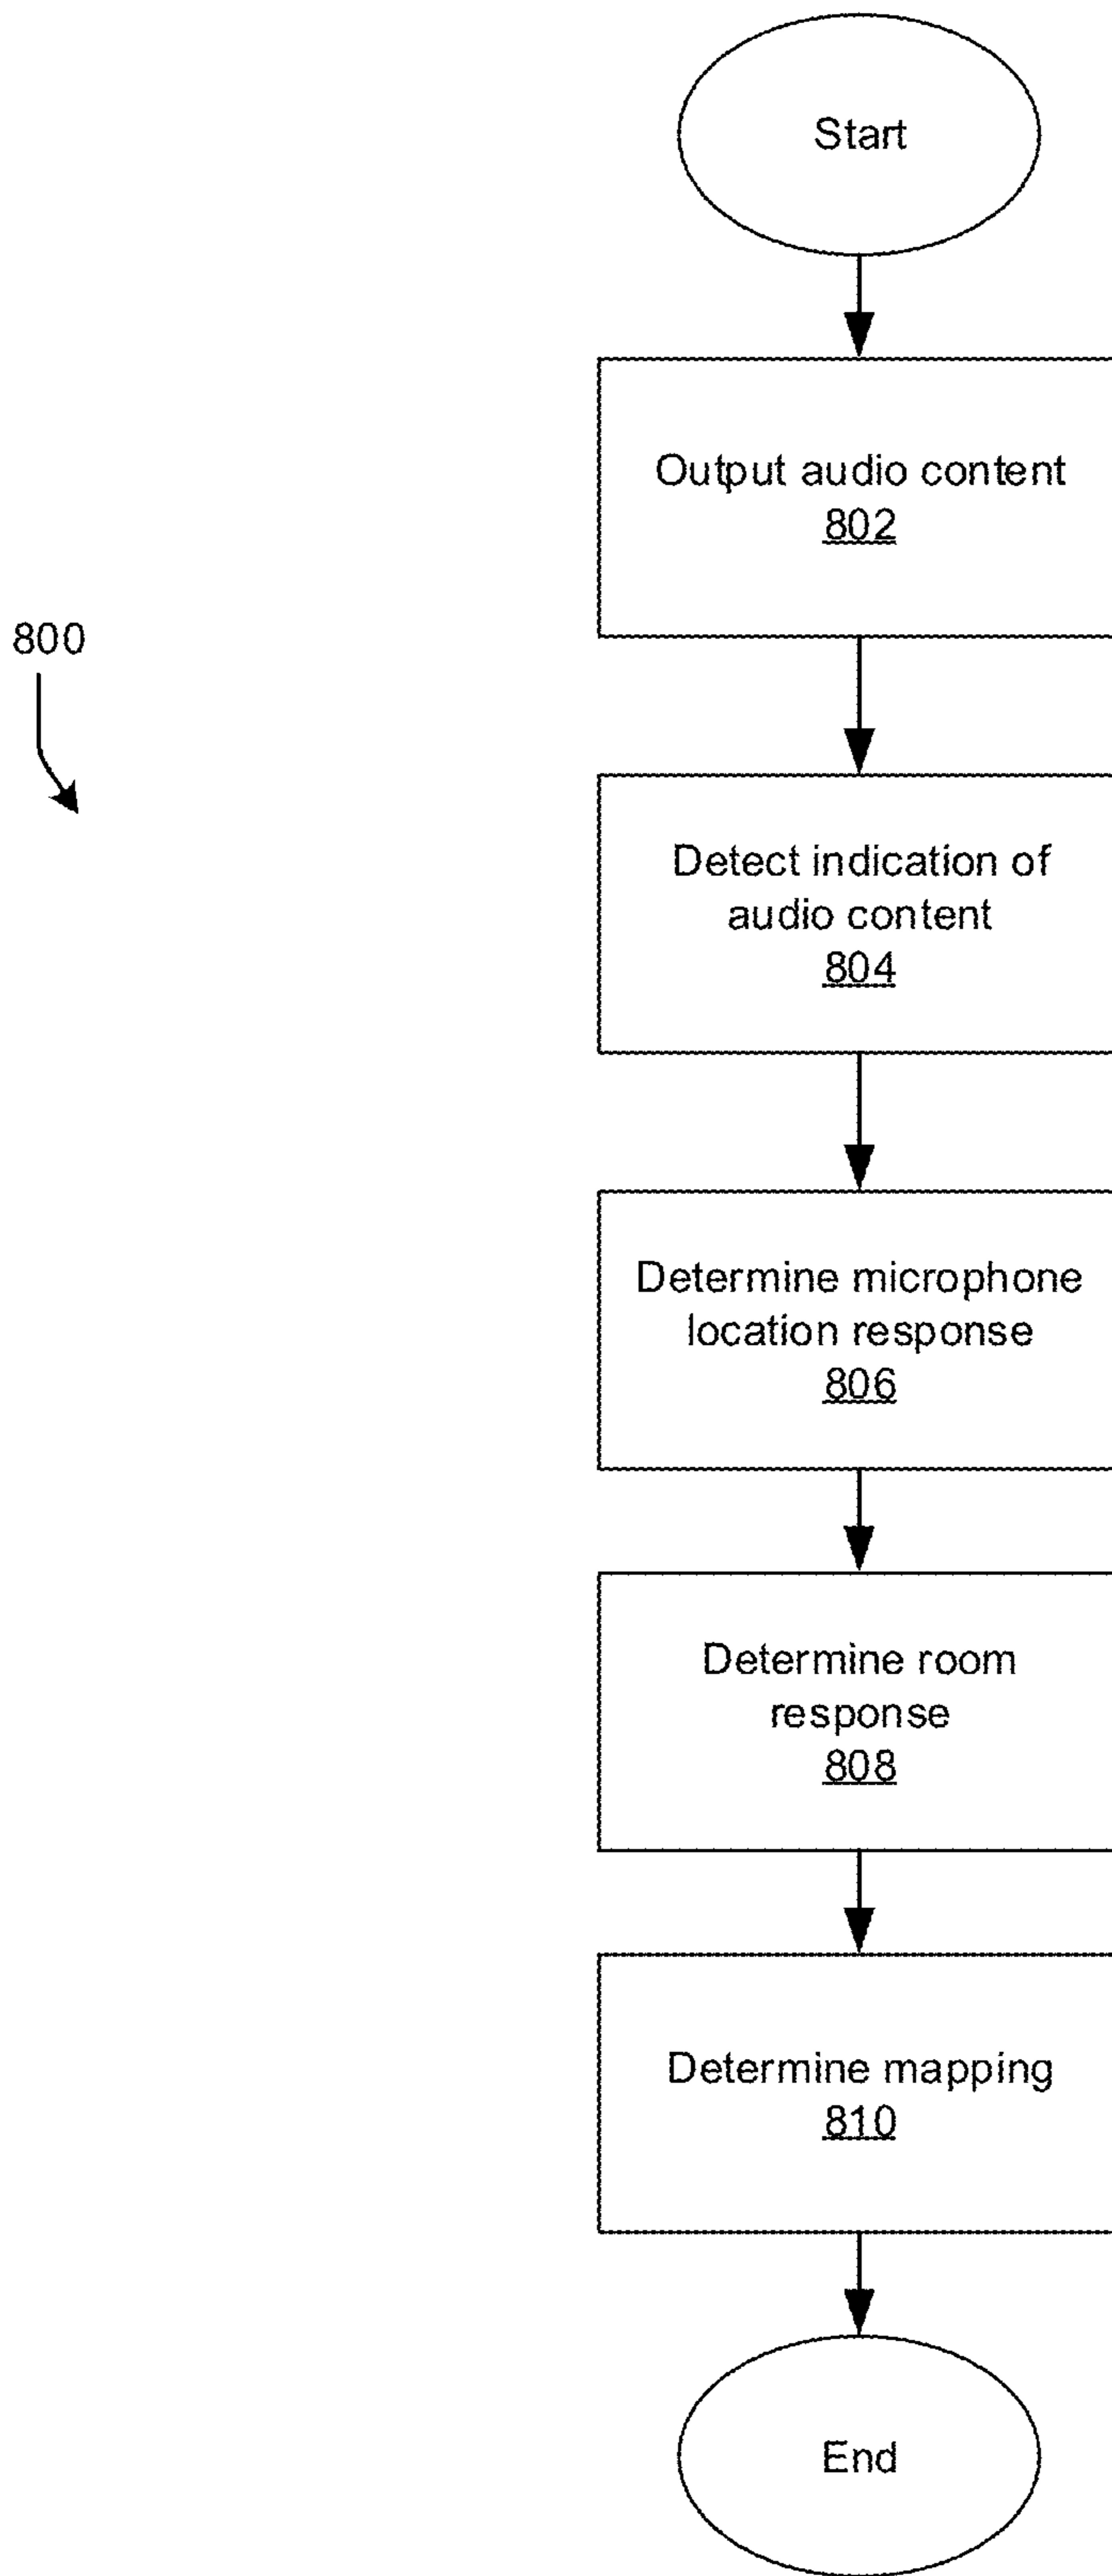 Start
Output audio content
802
800
Detect indication of
audio content
804
Determine microphone
location response
806
Determine room
response
808
Determine mapping
810
End